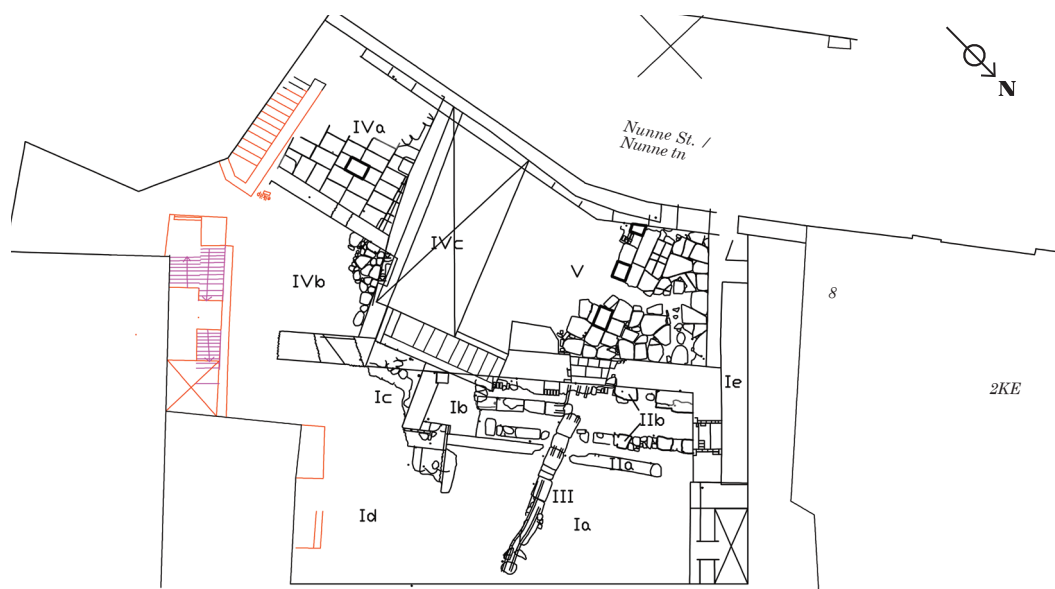 N
IVa
Nunne St. /
Nunne tn
IVc
V
IVb
8
Ic
Ib
Ie
2KE
IIb
IIa
III
Id
Ia